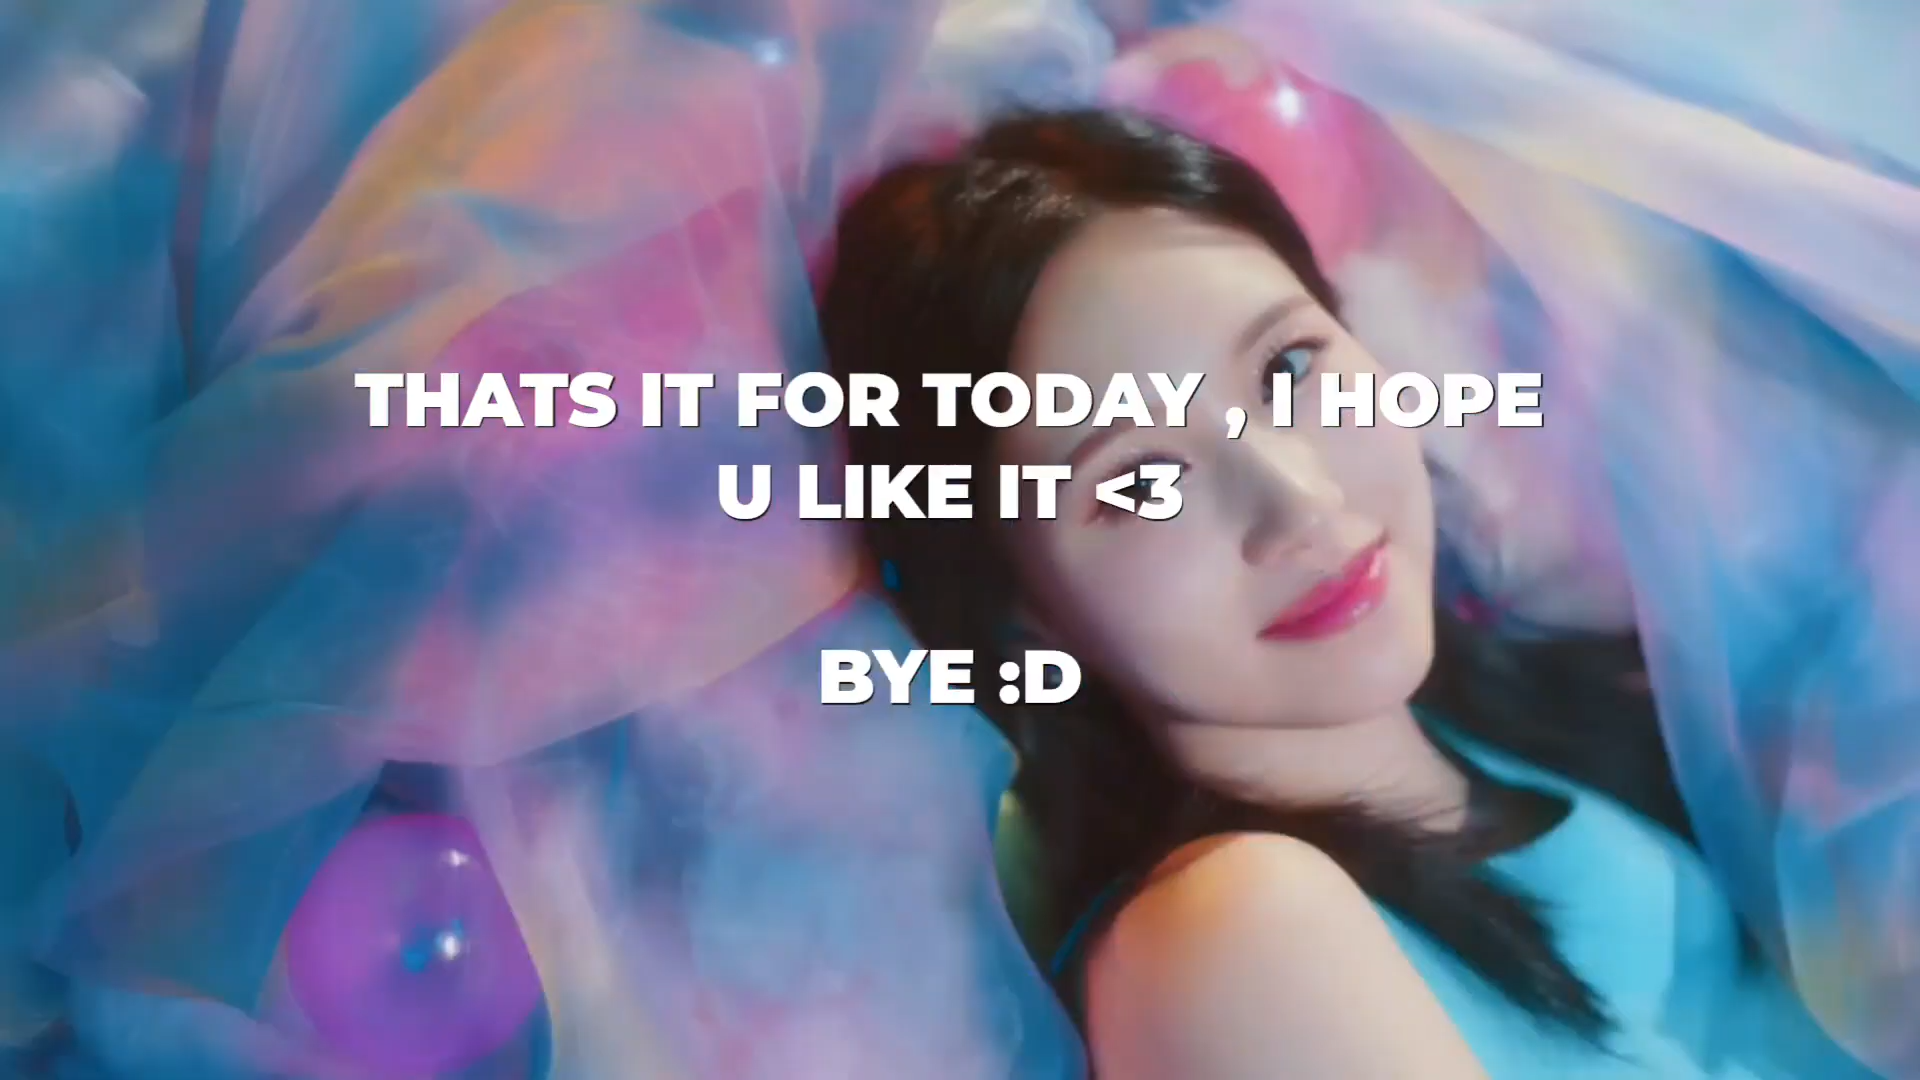 THATS IT FOR TODAY , I HOPE
U LIKE IT <3
BYE :D